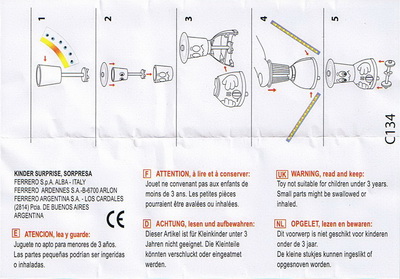 1
2
3
4
5
C134
KINDER SURPRISE, SORPRESA
FERRERO S.p.A. ALBA - ITALY
FERRERO ARDENNES S.A.-B-6700 ARLON
FERRERO ARGENTINA S.A. - LOS CARDALES
(2814) Pcia. DE BUENOS AIRES
ARGENTINA
CE
E ATENCION, lea y guarde:
Juguete no apto para menores de 3 años.
Las partes pequeñas podrían ser ingeridas
o inhaladas.
F ATTENTION, à lire et à conserver:
Jouet ne convenant pas aux enfants de
moins de 3 ans. Les petites pièces
pourraient être avalées ou inhalées.
D ACHTUNG, lesen und aufbewahren:
Dieser Artikel ist für Kleinkinder unter 3
Jahren nicht geeignet. Die Kleinteile
könnten verschluckt oder eingeatmet
werden.
UK WARNING, read and keep:
Toy not suitable for children under 3 years.
Small parts might be swallowed or
inhaled.
NL OPGELET, lezen en bewaren:
Dit voorwerp is niet geschikt voor kinderen
onder de 3 jaar.
De kleine stukjes kunnen ingeslikt of
opgesnoven worden.